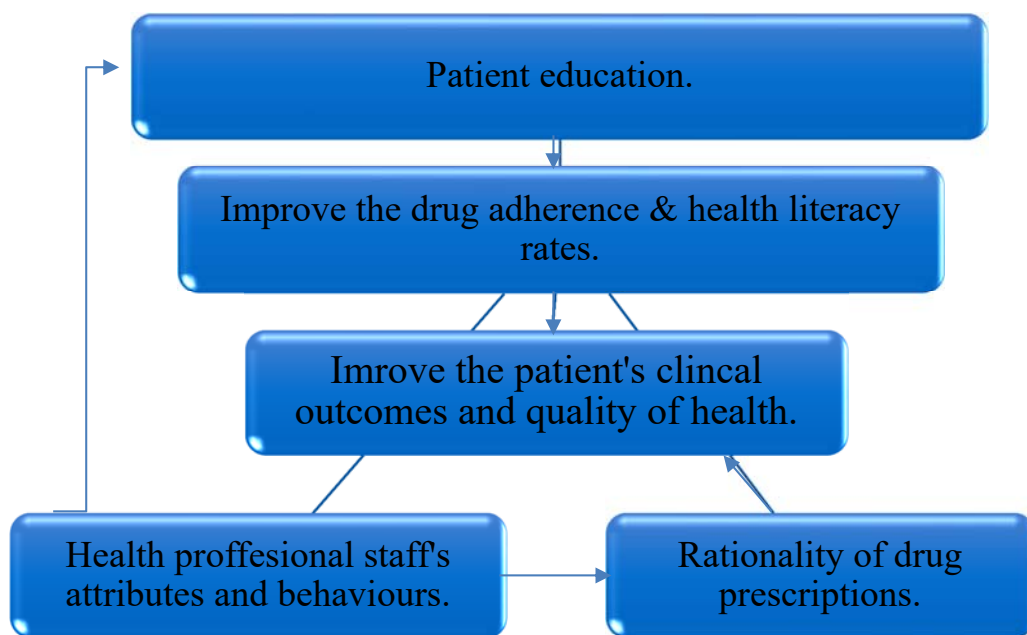 Patient education.
Improve the drug adherence & health literacy
rates.
Imrove the patient's clincal
outcomes and quality of health.
Health proffesional staff's
attributes and behaviours.
Rationality of drug
prescriptions.